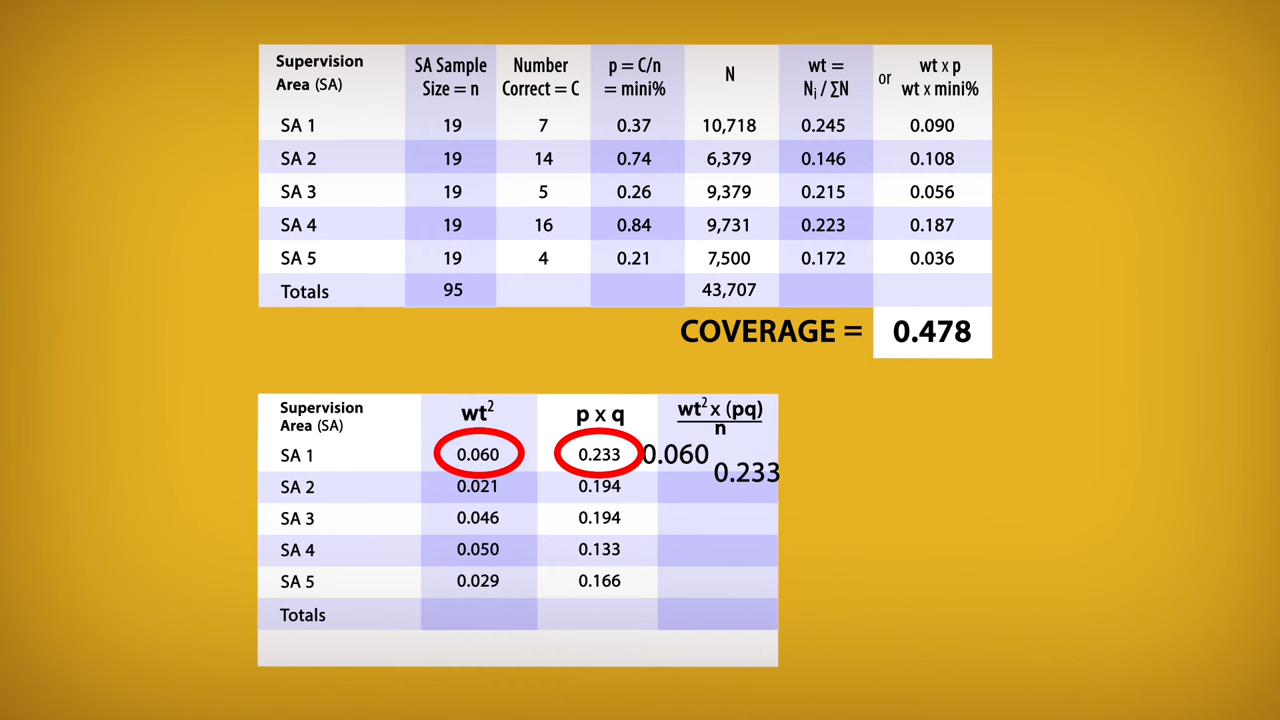 Supervision Area (SA) SA Sample Size = n Number Correct = C p = C/n = mini% N wt = Ni / ΣN or wt x p wt x mini%
SA 1 19 7 0.37 10,718 0.245 0.090
SA 2 19 14 0.74 6,379 0.146 0.108
SA 3 19 5 0.26 9,379 0.215 0.056
SA 4 19 16 0.84 9,731 0.223 0.187
SA 5 19 4 0.21 7,500 0.172 0.036
Totals 95 43,707
COVERAGE = 0.478
Supervision Area (SA) wt² p x q wt² x (pq) n
SA 1 0.060 0.233 0.060 0.233
SA 2 0.021 0.194
SA 3 0.046 0.194
SA 4 0.050 0.133
SA 5 0.029 0.166
Totals